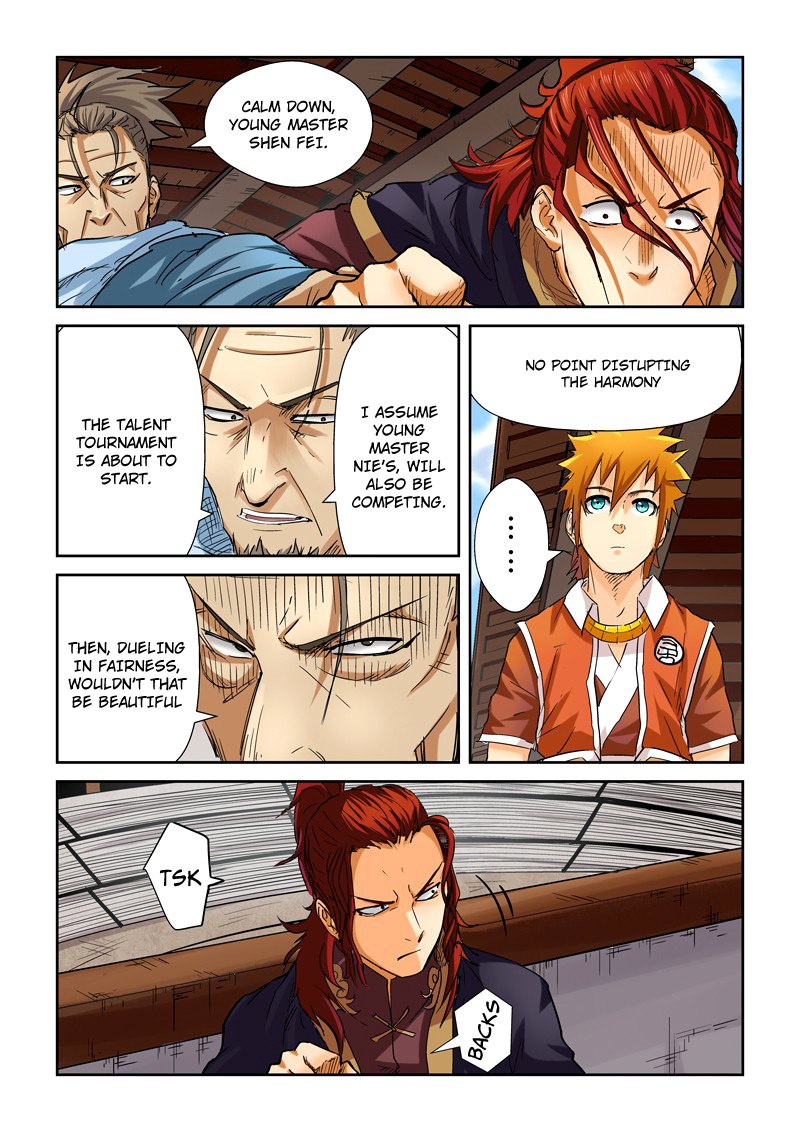 CALM DOWN,
YOUNG MASTER
SHEN FEI.
NO POINT DISTUPTING
THE HARMONY
. . . . . .
THE TALENT
TOURNAMENT
IS ABOUT TO
START.
I ASSUME
YOUNG
MASTER
NIE'S, WILL
ALSO BE
COMPETING.
THEN, DUELING
IN FAIRNESS,
WOULDN'T THAT
BE BEAUTIFUL
TSK
BACKS